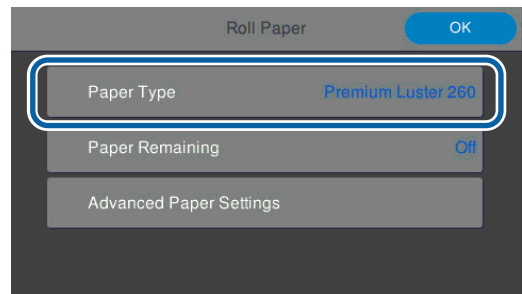 Roll Paper OK
Paper Type Premium Luster 260
Paper Remaining Off
Advanced Paper Settings